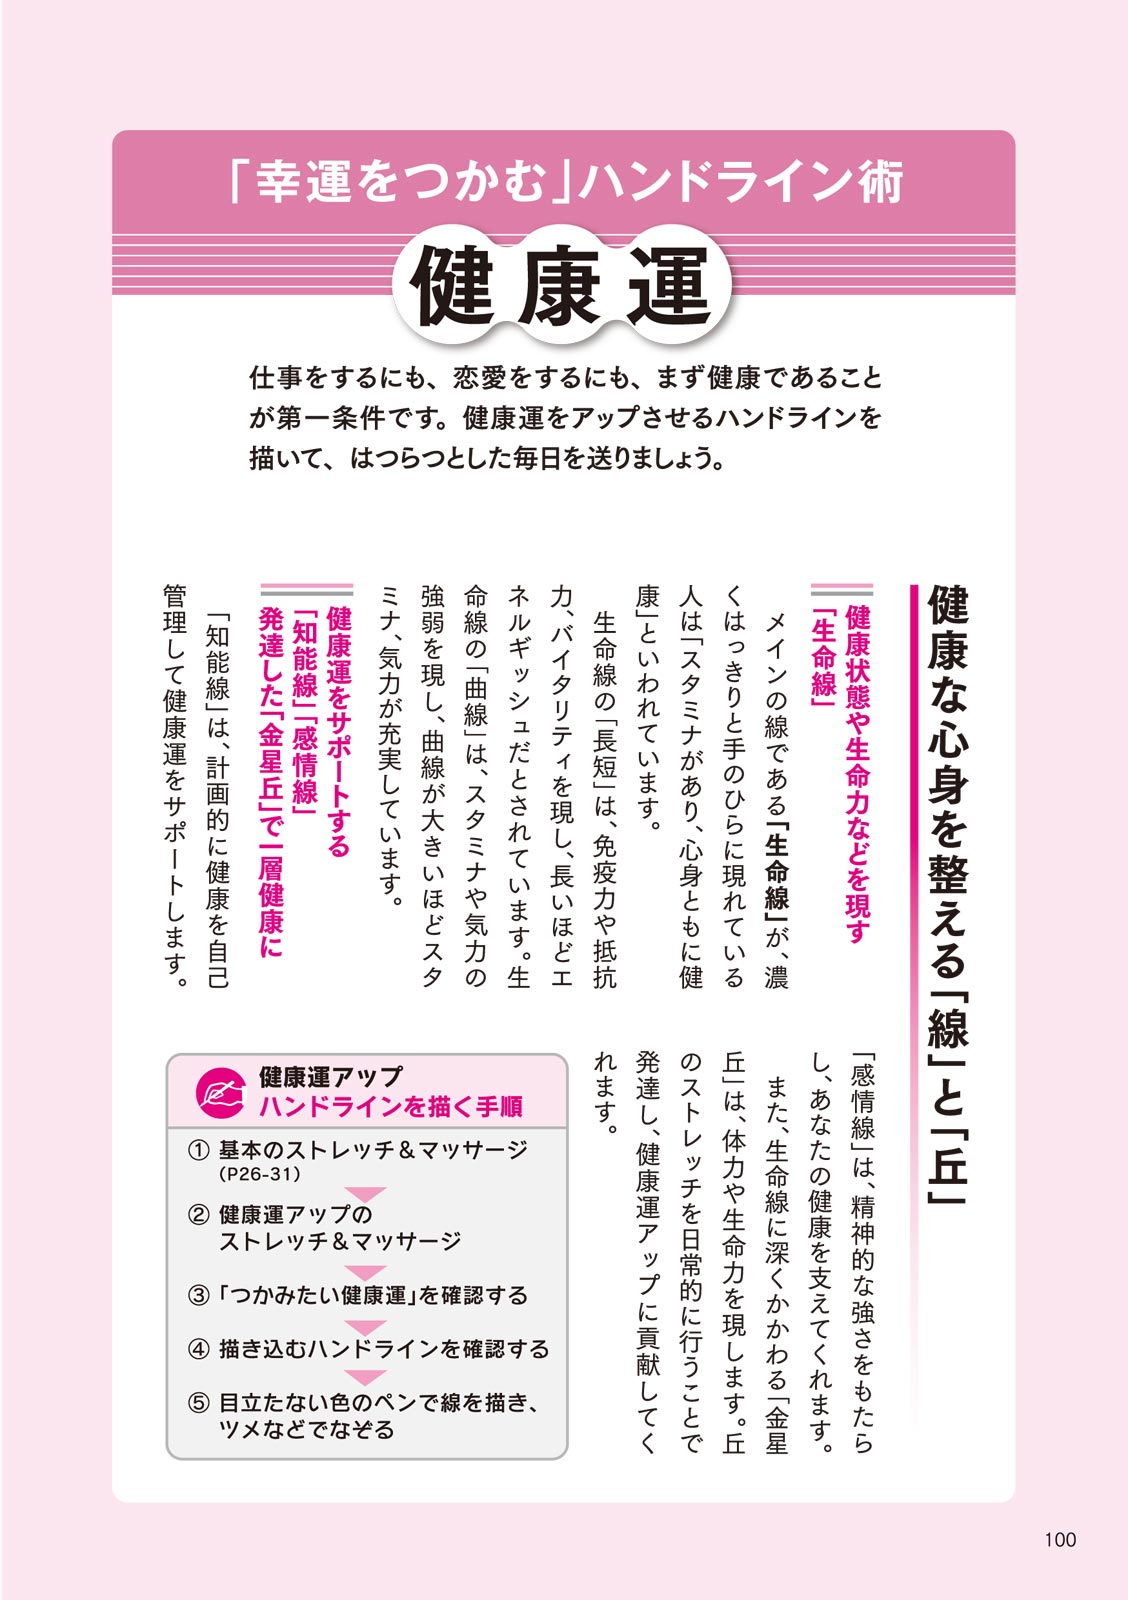 「幸運をつかむ」ハンドライン術
健康運
仕事をするにも、恋愛をするにも、まず健康であること
が第一条件です。健康運をアップさせるハンドラインを
描いて、はつらつとした毎日を送りましょう。
健康な心身を整える「線」と「丘」
健康状態や生命力などを現す
「生命線」
メインの線である「生命線」が、濃
くはっきりと手のひらに現れている
人は「スタミナがあり、心身ともに健
康」といわれています。
生命線の「長短」は、免疫力や抵抗
力、バイタリティを現し、長いほどエ
ネルギッシュだとされています。生
命線の「曲線」は、スタミナや気力の
強弱を現し、曲線が大きいほどスタ
ミナ、気力が充実しています。
健康運をサポートする
「知能線」「感情線」
発達した「金星丘」で一層健康に
「知能線」は、計画的に健康を自己
管理して健康運をサポートします。
「感情線」は、精神的な強さをもたら
し、あなたの健康を支えてくれます。
また、生命線に深くかかわる「金星
丘」は、体力や生命力を現します。丘
のストレッチを日常的に行うことで
発達し、健康運アップに貢献してく
れます。
健康運アップ
ハンドラインを描く手順
① 基本のストレッチ＆マッサージ
(P26-31)
② 健康運アップの
ストレッチ＆マッサージ
③ 「つかみたい健康運」を確認する
④ 描き込むハンドラインを確認する
⑤ 目立たない色のペンで線を描き、
ツメなどでなぞる
100